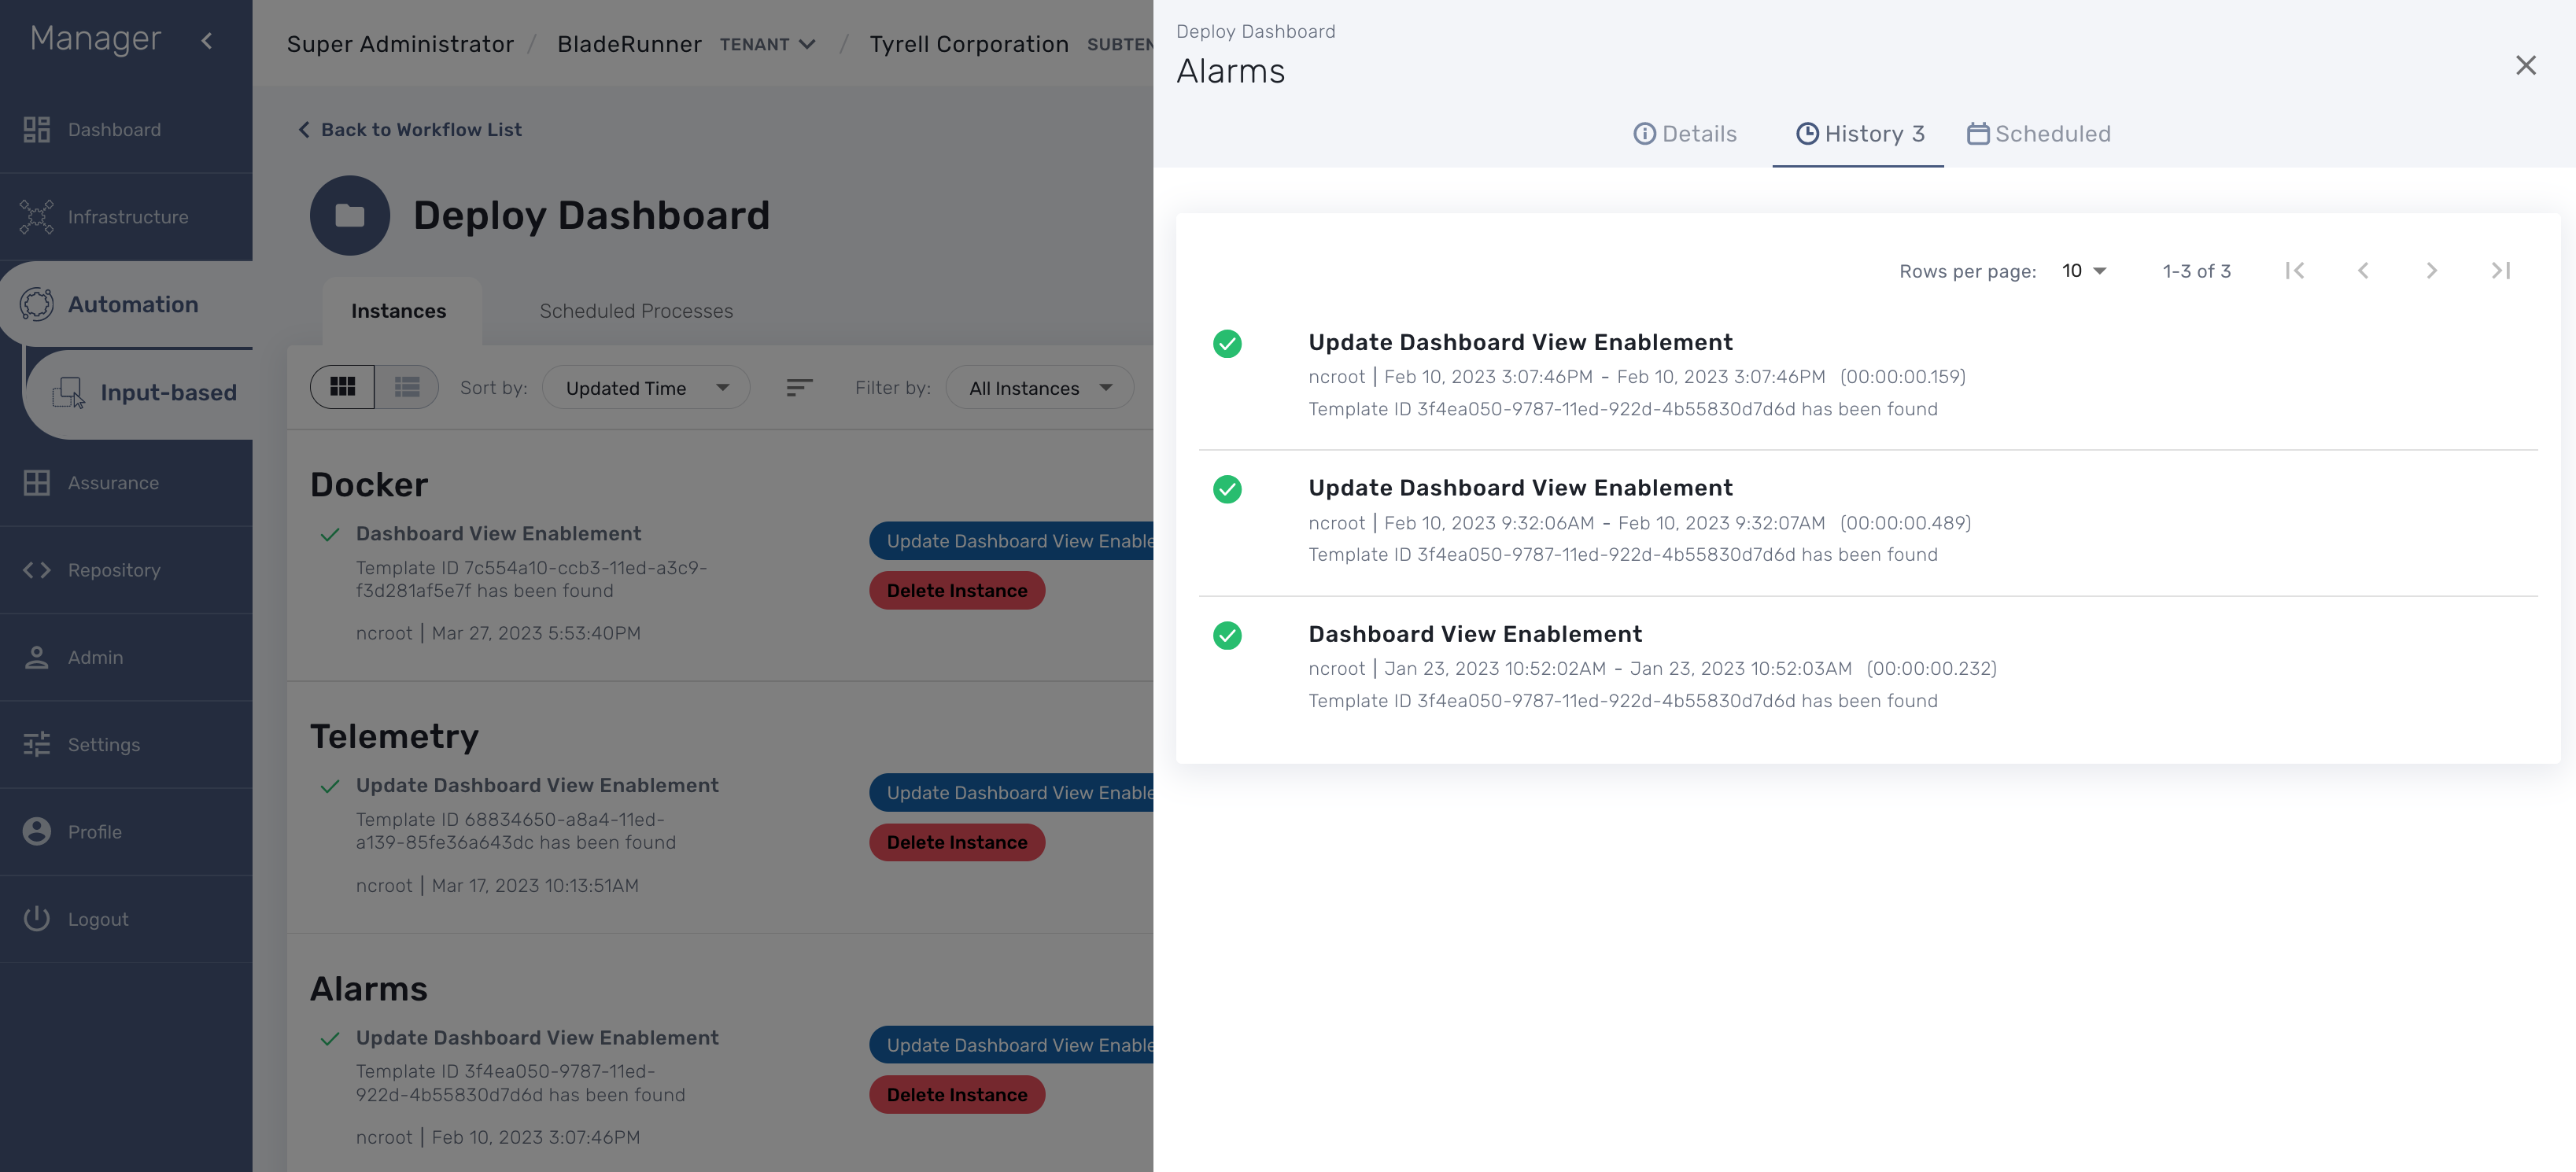 Manager
Dashboard
Infrastructure
Automation
Input-based
Assurance
Repository
Admin
Settings
Profile
Logout
Super Administrator / BladeRunner TENANT / Tyrell Corporation SUBTEN
Back to Workflow List
Deploy Dashboard
Instances Scheduled Processes
Sort by: Updated Time Filter by: All Instances
Docker
Dashboard View Enablement
Template ID 7c554a10-ccb3-11ed-a3c9-
f3d281af5e7f has been found
ncroot | Mar 27, 2023 5:53:40PM
Update Dashboard View Enable
Delete Instance
Telemetry
Update Dashboard View Enablement
Template ID 68834650-a8a4-11ed-
a139-85fe36a643dc has been found
ncroot | Mar 17, 2023 10:13:51AM
Update Dashboard View Enable
Delete Instance
Alarms
Update Dashboard View Enablement
Template ID 3f4ea050-9787-11ed-
922d-4b55830d7d6d has been found
ncroot | Feb 10, 2023 3:07:46PM
Update Dashboard View Enable
Delete Instance
Deploy Dashboard
Alarms
Details History 3 Scheduled
Rows per page: 10 1-3 of 3
Update Dashboard View Enablement
ncroot | Feb 10, 2023 3:07:46PM - Feb 10, 2023 3:07:46PM (00:00:00.159)
Template ID 3f4ea050-9787-11ed-922d-4b55830d7d6d has been found
Update Dashboard View Enablement
ncroot | Feb 10, 2023 9:32:06AM - Feb 10, 2023 9:32:07AM (00:00:00.489)
Template ID 3f4ea050-9787-11ed-922d-4b55830d7d6d has been found
Dashboard View Enablement
ncroot | Jan 23, 2023 10:52:02AM - Jan 23, 2023 10:52:03AM (00:00:00.232)
Template ID 3f4ea050-9787-11ed-922d-4b55830d7d6d has been found